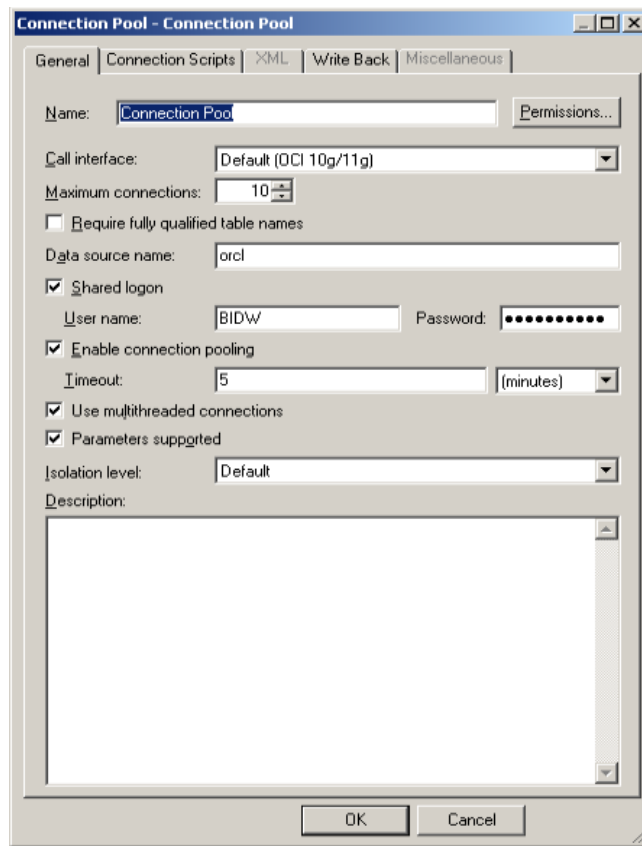 Connection Pool - Connection Pool
General Connection Scripts XML Write Back Miscellaneous
Name: Connection Pool Permissions...
Call interface: Default (OCI 10g/11g)
Maximum connections: 10
Require fully qualified table names
Data source name: orcl
Shared logon
User name: BIDW Password: ●●●●●●●●●●
Enable connection pooling
Timeout: 5 (minutes)
Use multithreaded connections
Parameters supported
Isolation level: Default
Description:
OK Cancel